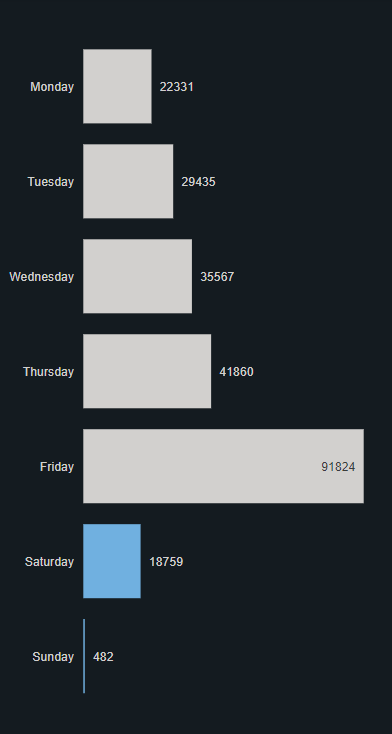 Monday 22331
Tuesday 29435
Wednesday 35567
Thursday 41860
Friday 91824
Saturday 18759
Sunday 482